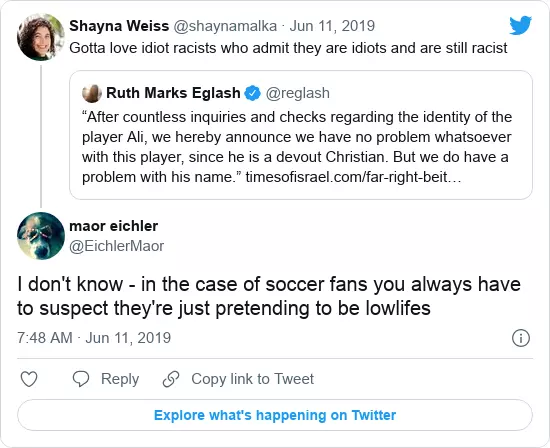 Shayna Weiss @shaynamalka · Jun 11, 2019
Gotta love idiot racists who admit they are idiots and are still racist
Ruth Marks Eglash @reglash
“After countless inquiries and checks regarding the identity of the
player Ali, we hereby announce we have no problem whatsoever
with this player, since he is a devout Christian. But we do have a
problem with his name.” timesofisrael.com/far-right-beit…
maor eichler
@EichlerMaor
I don't know - in the case of soccer fans you always have
to suspect they're just pretending to be lowlifes
7:48 AM · Jun 11, 2019
Reply
Copy link to Tweet
Explore what's happening on Twitter